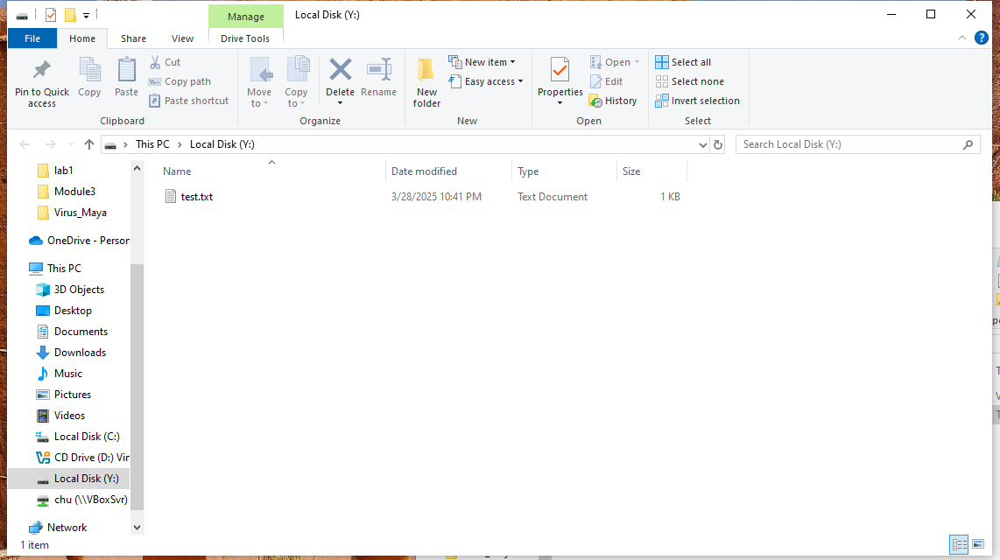 Manage
Local Disk (Y:)
File
Home
Share
View
Drive Tools
Pin to Quick access
Copy
Paste
Cut
Copy path
Paste shortcut
Clipboard
Move to
Copy to
Delete
Rename
Organize
New folder
New item
Easy access
New
Properties
Open
Edit
History
Open
Select all
Select none
Invert selection
Select
This PC > Local Disk (Y:)
Search Local Disk (Y:)
Name
Date modified
Type
Size
test.txt
3/28/2025 10:41 PM
Text Document
1 KB
lab1
Module3
Virus_Maya
OneDrive - Person
This PC
3D Objects
Desktop
Documents
Downloads
Music
Pictures
Videos
Local Disk (C:)
CD Drive (D:) Vir
Local Disk (Y:)
chu (\\VBoxSvr)
Network
1 item